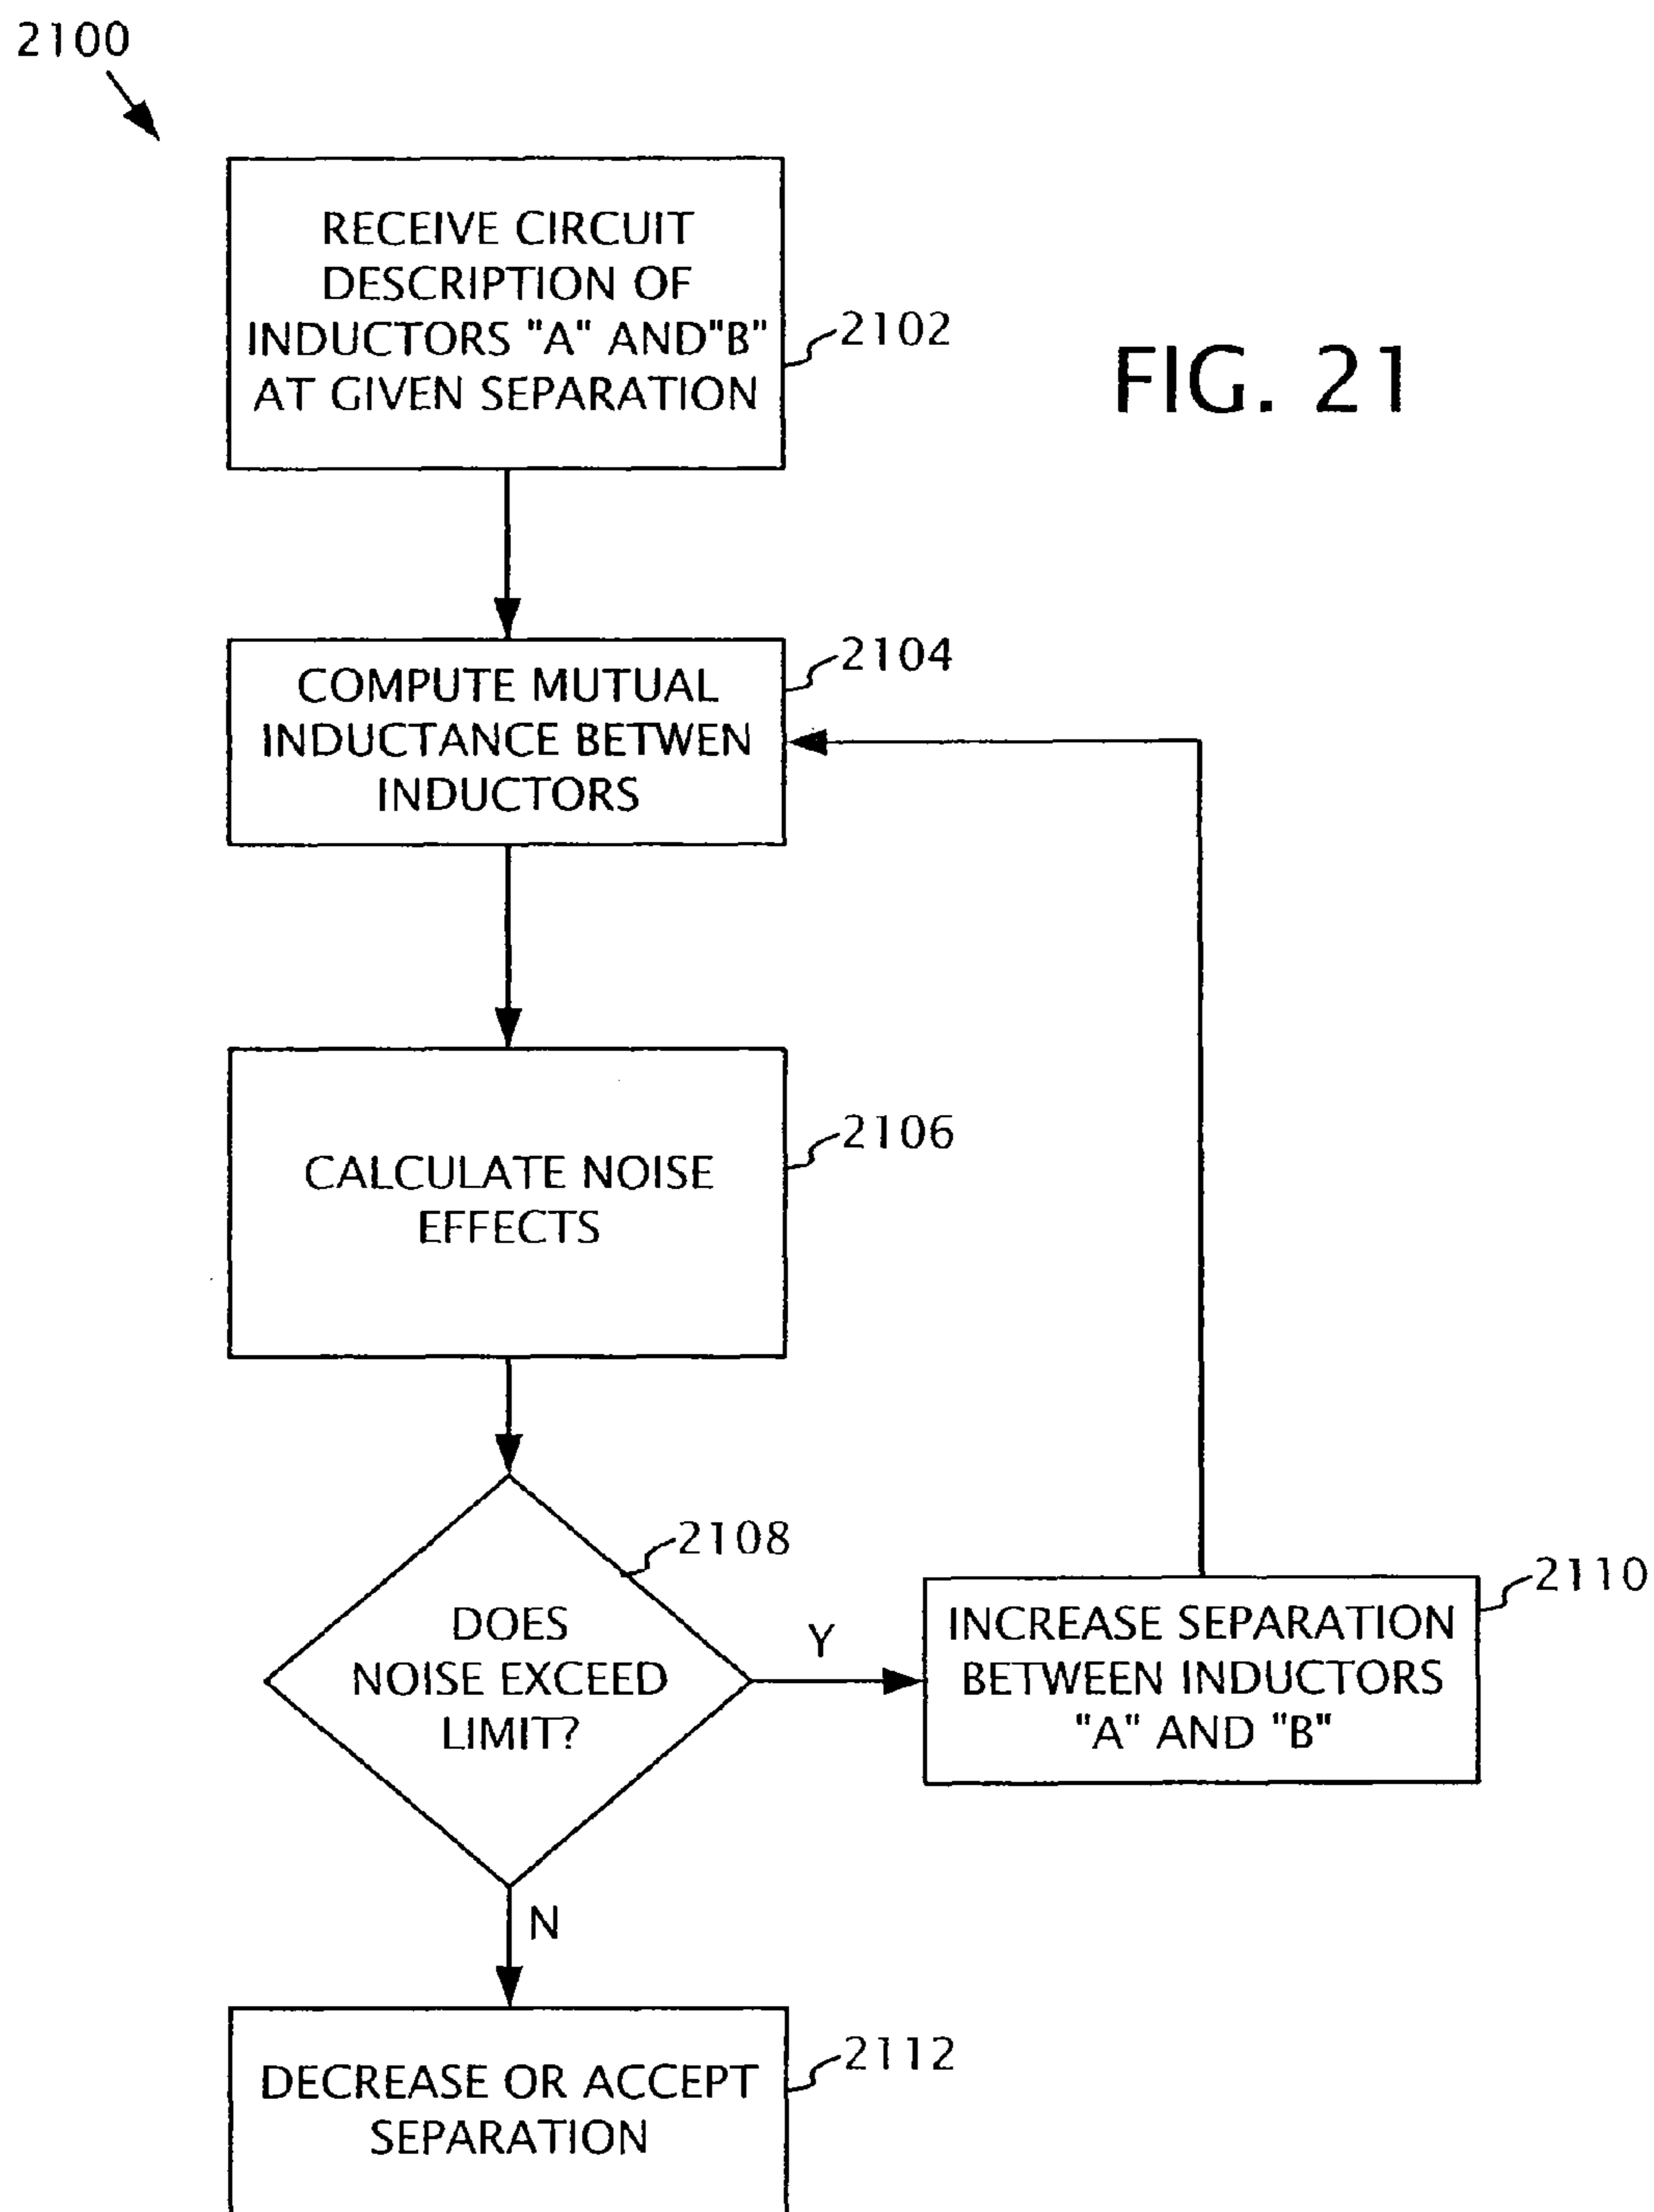 2100
RECEIVE CIRCUIT
DESCRIPTION OF
INDUCTORS "A" AND"B"
AT GIVEN SEPARATION
2102
FIG. 21
COMPUTE MUTUAL
INDUCTANCE BETWEN
INDUCTORS
2104
CALCULATE NOISE
EFFECTS
2106
DOES
NOISE EXCEED
LIMIT?
2108
Y
INCREASE SEPARATION
BETWEEN INDUCTORS
"A" AND "B"
2110
N
DECREASE OR ACCEPT
SEPARATION
2112